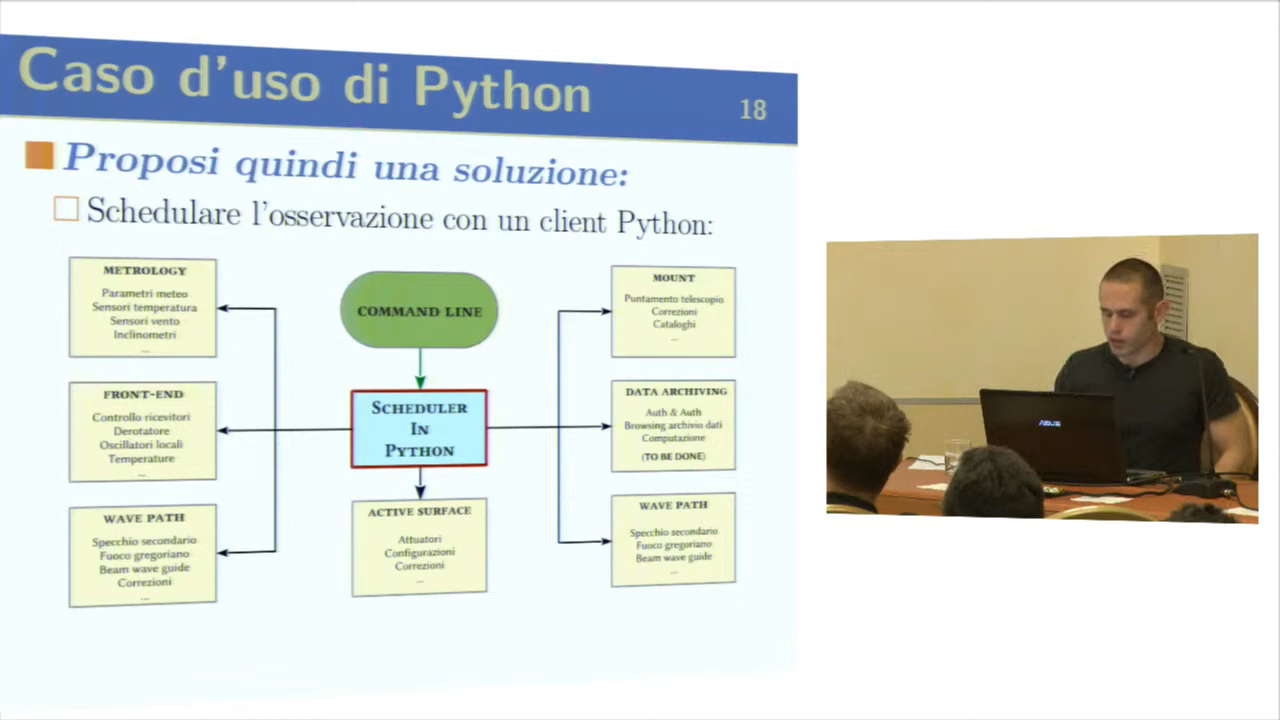 Caso d'uso di Python
18
Proposi quindi una soluzione:
Schedulare l'osservazione con un client Python:
METROLOGY
Parametri meteo
Sensori temperatura
Sensori vento
Inclinometri
...
FRONT-END
Controllo ricevitori
Derotatore
Oscillatori locali
Temperature
...
WAVE PATH
Specchio secondario
Fuoco gregoriano
Beam wave guide
Correzioni
...
COMMAND LINE
SCHEDULER
IN
PYTHON
ACTIVE SURFACE
Attuatori
Configurazioni
Correzioni
...
MOUNT
Puntamento telescopio
Correzioni
Cataloghi
...
DATA ARCHIVING
Auth & Auth
Browsing archivio dati
Computazione
(TO BE DONE)
WAVE PATH
Specchio secondario
Fuoco gregoriano
Beam wave guide
...
ASUS